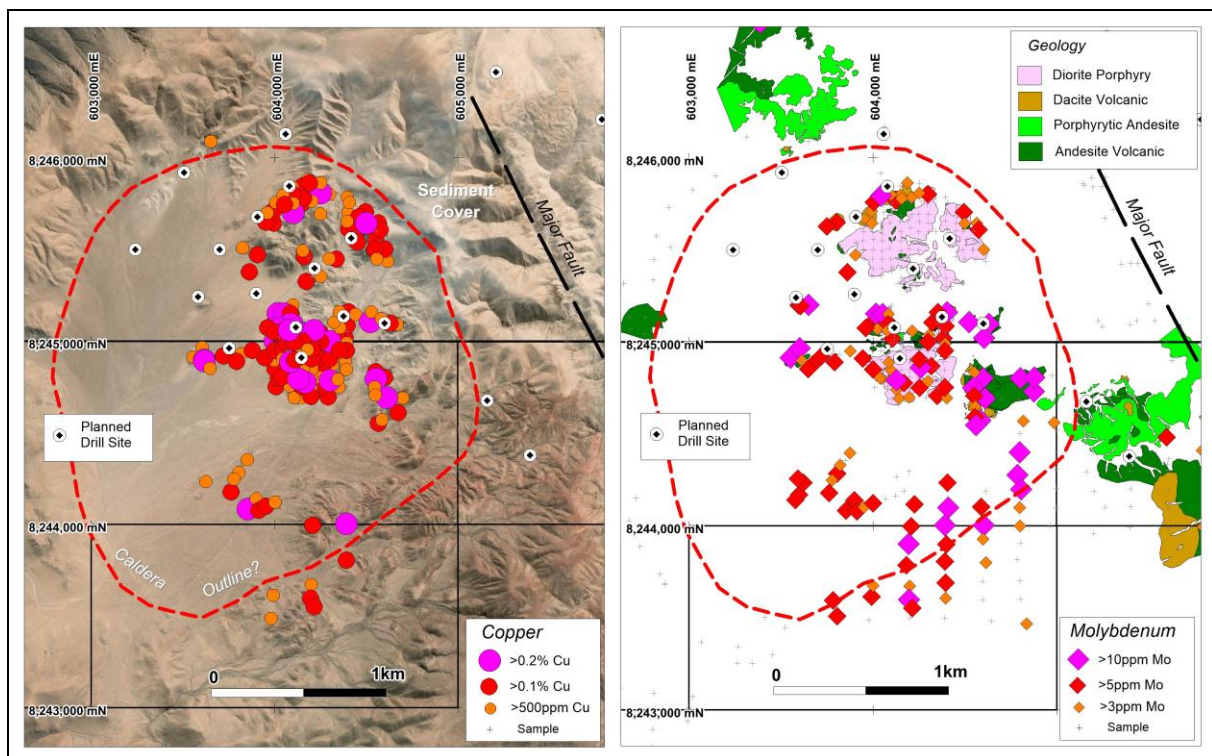 603,000 mE
604,000 mE
605,000 mE
8,246,000 mN
Sediment
Cover
Major Fault
8,245,000 mN
Planned
Drill Site
8,244,000 mN
Caldera
Outline?
Copper
>0.2% Cu
>0.1% Cu
>500ppm Cu
Sample
0
1km
8,243,000 mN
603,000 mE
604,000 mE
Geology
Diorite Porphyry
Dacite Volcanic
Porphyrytic Andesite
Andesite Volcanic
8,246,000 mN
Major Fault
8,245,000 mN
Planned
Drill Site
8,244,000 mN
Molybdenum
>10ppm Mo
>5ppm Mo
>3ppm Mo
Sample
0
1km
8,243,000 mN